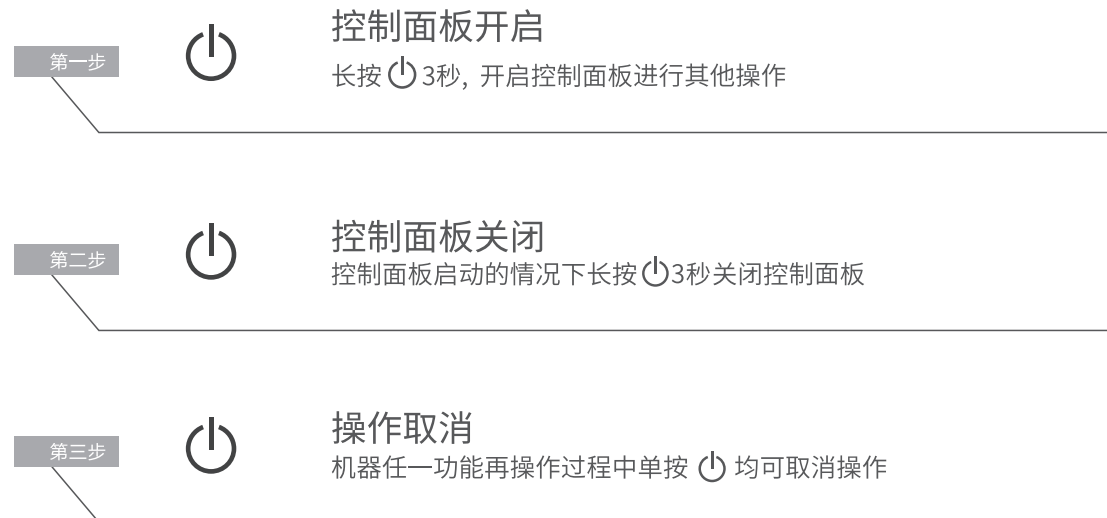 控制面板开启
第一步
长按 3秒, 开启控制面板进行其他操作
控制面板关闭
第二步
控制面板启动的情况下长按 3秒关闭控制面板
操作取消
第三步
机器任一功能再操作过程中单按 均可取消操作